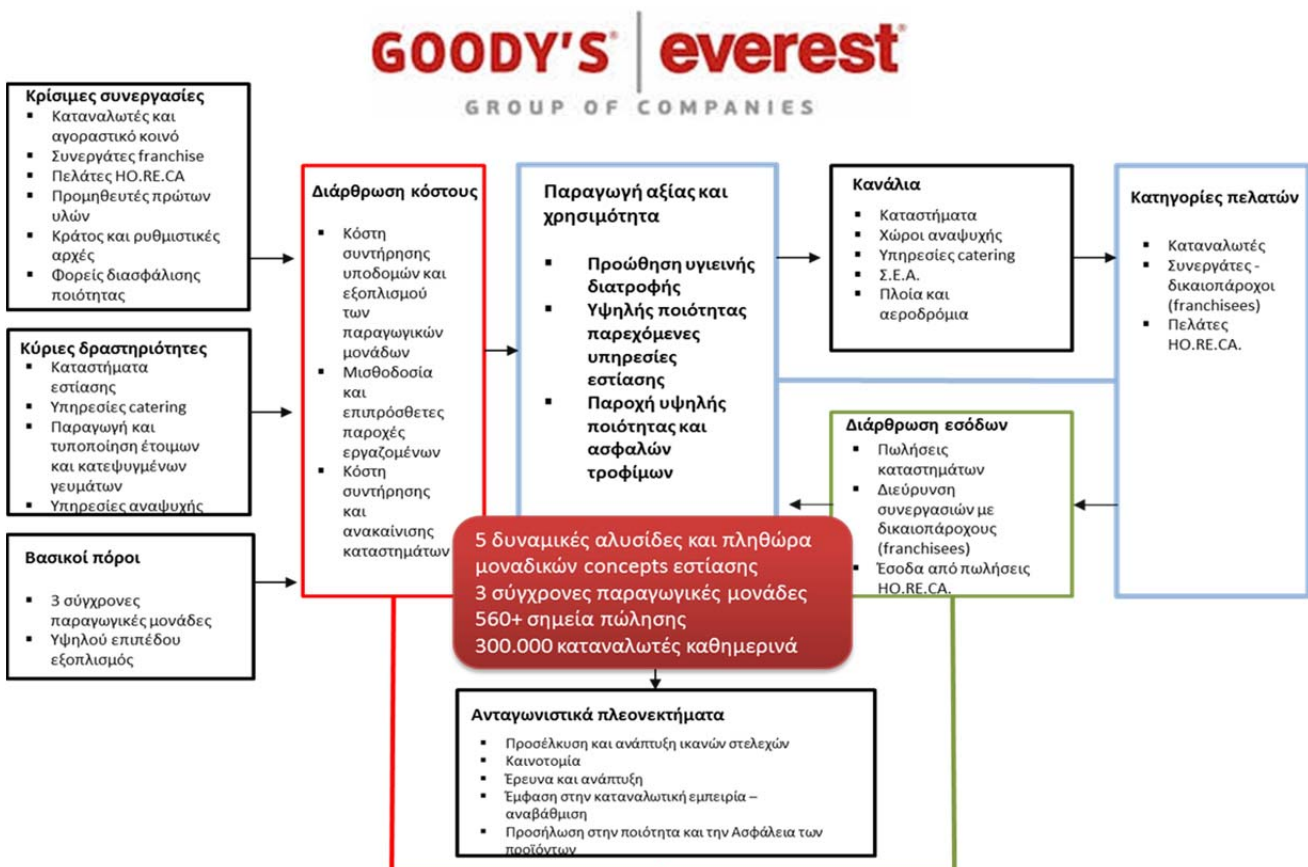 GOODY'S | everest
GROUP OF COMPANIES
Κρίσιμες συνεργασίες
▪ Καταναλωτές και
αγοραστικό κοινό
▪ Συνεργάτες franchise
▪ Πελάτες HO.RE.CA
▪ Προμηθευτές πρώτων
υλών
▪ Κράτος και ρυθμιστικές
αρχές
▪ Φορείς διασφάλισης
ποιότητας
Κύριες δραστηριότητες
▪ Καταστήματα
εστίασης
▪ Υπηρεσίες catering
▪ Παραγωγή και
τυποποίηση έτοιμων
και κατεψυγμένων
γευμάτων
▪ Υπηρεσίες αναψυχής
Βασικοί πόροι
▪ 3 σύγχρονες
παραγωγικές μονάδες
▪ Υψηλού επιπέδου
εξοπλισμός
Διάρθρωση κόστους
▪ Κόστη
συντήρησης
υποδομών και
εξοπλισμού
των
παραγωγικών
μονάδων
▪ Μισθοδοσία
και
επιπρόσθετες
παροχές
εργαζομένων
▪ Κόστη
συντήρησης
και
ανακαίνισης
καταστημάτων
Παραγωγή αξίας και
χρησιμότητα
▪ Προώθηση υγιεινής
διατροφής
▪ Υψηλής ποιότητας
παρεχόμενες
υπηρεσίες
εστίασης
▪ Παροχή υψηλής
ποιότητας και
ασφαλών
τροφίμων
Κανάλια
▪ Καταστήματα
▪ Χώροι αναψυχής
▪ Υπηρεσίες catering
▪ Σ.Ε.Α.
▪ Πλοία και
αεροδρόμια
Κατηγορίες πελατών
▪ Καταναλωτές
▪ Συνεργάτες -
δικαιοπάροχοι
(franchisees)
▪ Πελάτες
HO.RE.CA.
Διάρθρωση εσόδων
▪ Πωλήσεις
καταστημάτων
▪ Διεύρυνση
συνεργασιών με
δικαιοπάροχους
(franchisees)
▪ Έσοδα από πωλήσεις
HO.RE.CA.
5 δυναμικές αλυσίδες και πληθώρα
μοναδικών concepts εστίασης
3 σύγχρονες παραγωγικές μονάδες
560+ σημεία πώλησης
300.000 καταναλωτές καθημερινά
Ανταγωνιστικά πλεονεκτήματα
▪ Προσέλκυση και ανάπτυξη ικανών στελεχών
▪ Καινοτομία
▪ Έρευνα και ανάπτυξη
▪ Έμφαση στην καταναλωτική εμπειρία –
αναβάθμιση
▪ Προσήλωση στην ποιότητα και την Ασφάλεια των
προϊόντων